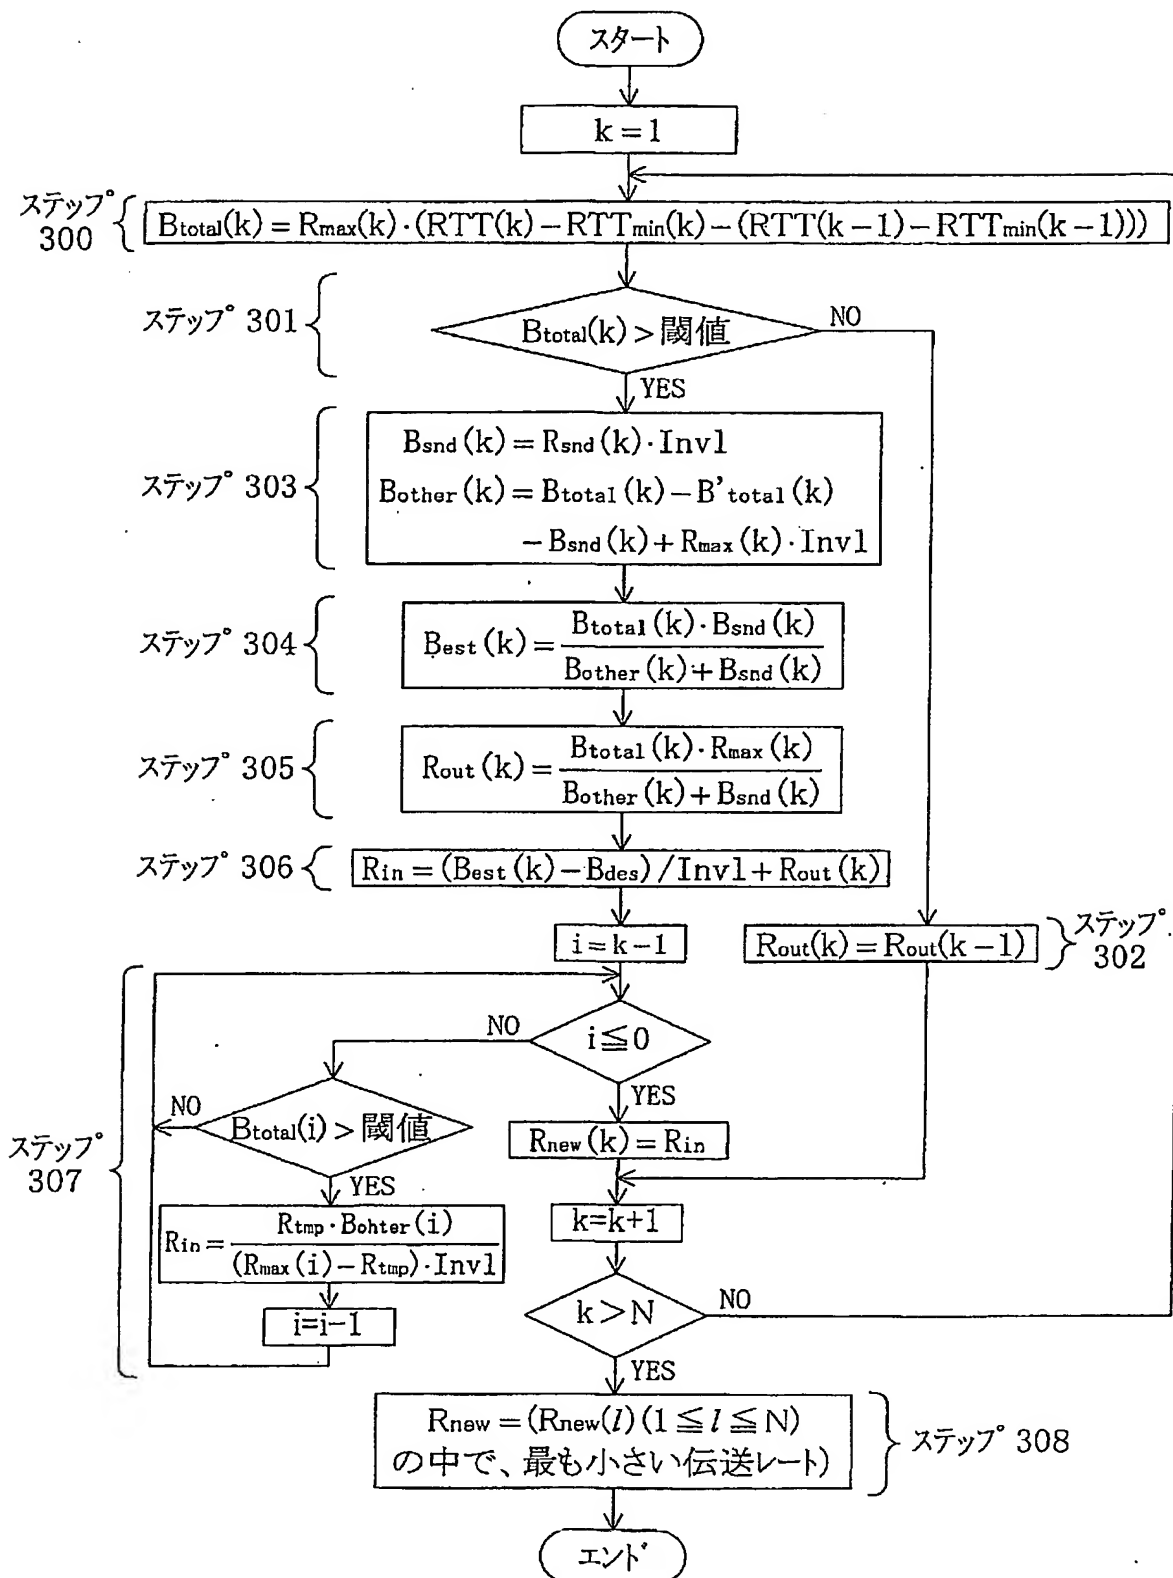 スタート
k = 1
ステップ
300
Btotal(k) = Rmax(k)·(RTT(k) − RTTmin(k) − (RTT(k−1) − RTTmin(k−1)))
ステップ 301
Btotal(k) > 閾値
NO
YES
ステップ 303
Bsnd(k) = Rsnd(k)·Invl
Bother(k) = Btotal(k) − B'total(k)
− Bsnd(k) + Rmax(k)·Invl
ステップ 304
Best(k) = Btotal(k)·Bsnd(k) / Bother(k) + Bsnd(k)
ステップ 305
Rout(k) = Btotal(k)·Rmax(k) / Bother(k) + Bsnd(k)
ステップ 306
Rin = (Best(k) − Bdes) / Invl + Rout(k)
i = k − 1
Rout(k) = Rout(k−1)
ステップ
302
i ≦ 0
NO
YES
NO
Btotal(i) > 閾値
ステップ
307
YES
Rnew(k) = Rin
Rin = Rtmp·Bohter(i) / (Rmax(i) − Rtmp)·Invl
k=k+1
i=i-1
k > N
NO
YES
Rnew = (Rnew(l) (1 ≦ l ≦ N)
の中で、最も小さい伝送レート)
ステップ 308
エンド